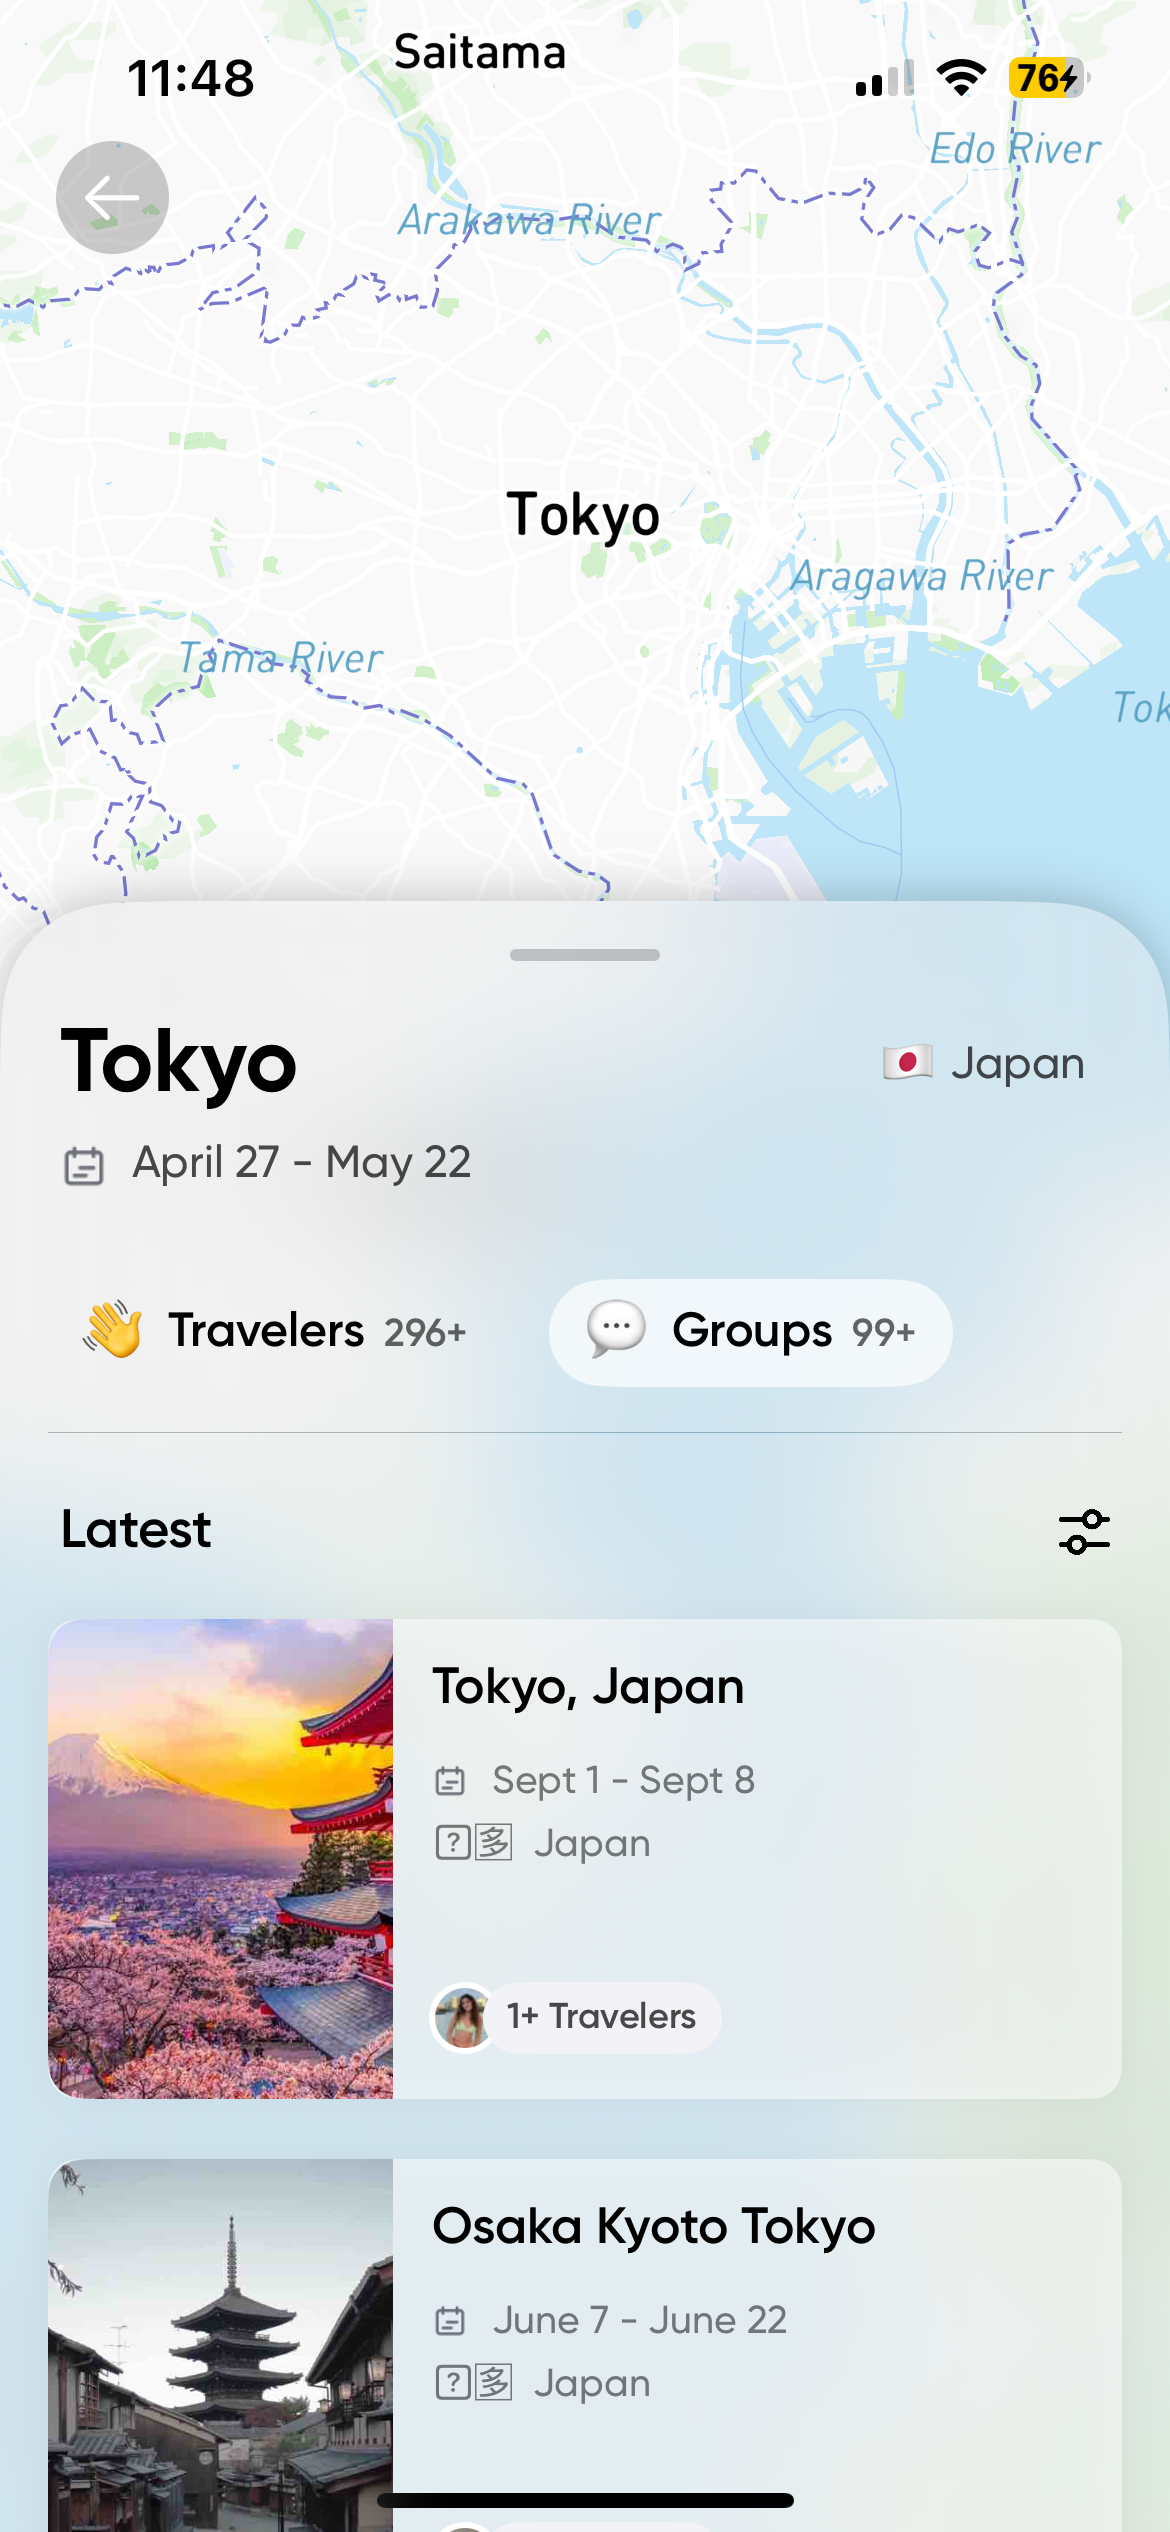 Saitama
11:48
76
Edo River
Arakawa River
Tokyo
Aragawa River
Tama River
Tok
Tokyo
🇯🇵 Japan
April 27 - May 22
👋 Travelers 296+
💬 Groups 99+
Latest
Tokyo, Japan
Sept 1 - Sept 8
?多 Japan
1+ Travelers
Osaka Kyoto Tokyo
June 7 - June 22
?多 Japan